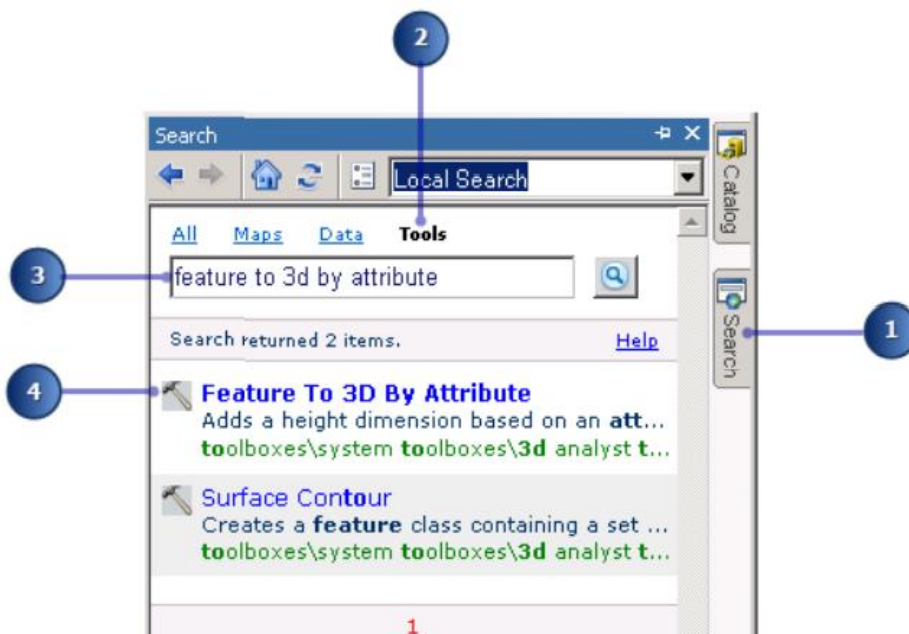 2
Search
Local Search
Catalog
All Maps Data Tools
3
feature to 3d by attribute
Search returned 2 items. Help
Search
1
4
Feature To 3D By Attribute
Adds a height dimension based on an att...
toolboxes\system toolboxes\3d analyst t...
Surface Contour
Creates a feature class containing a set ...
toolboxes\system toolboxes\3d analyst t...
1